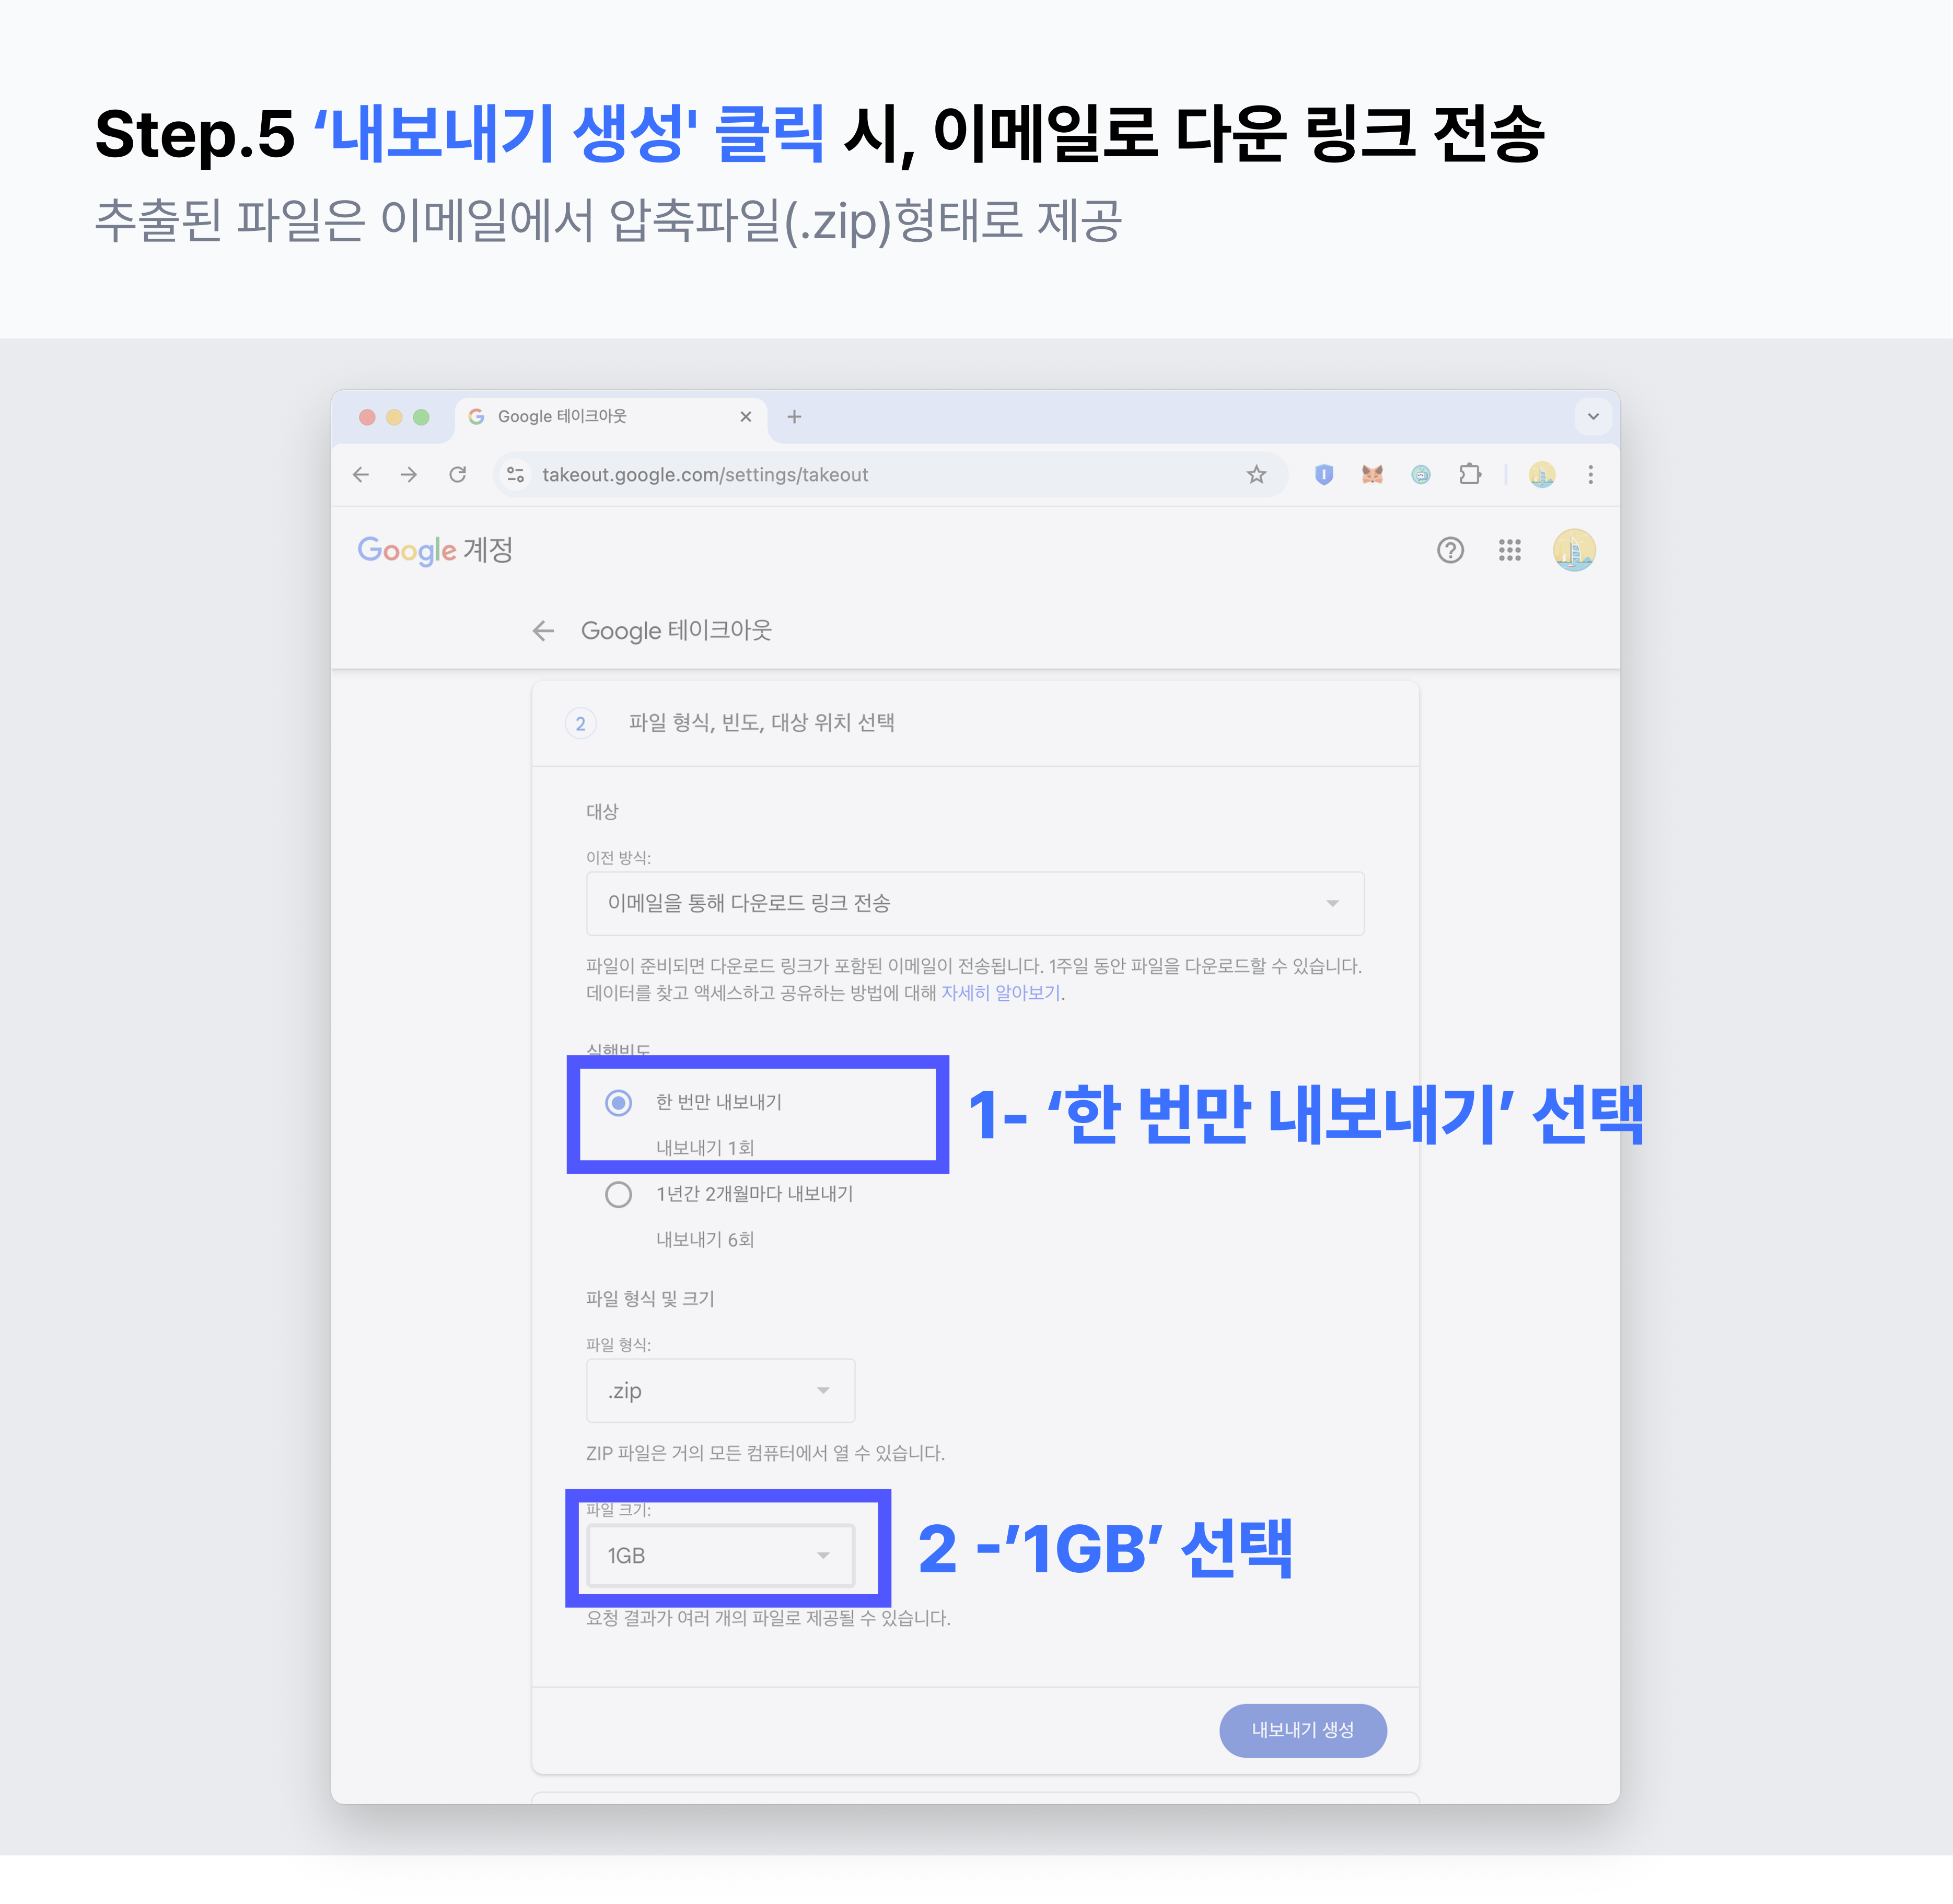 Step.5 ‘내보내기 생성' 클릭 시, 이메일로 다운 링크 전송
추출된 파일은 이메일에서 압축파일(.zip)형태로 제공
Google 테이크아웃
takeout.google.com/settings/takeout
Google 계정
Google 테이크아웃
2 파일 형식, 빈도, 대상 위치 선택
대상
이전 방식:
이메일을 통해 다운로드 링크 전송
파일이 준비되면 다운로드 링크가 포함된 이메일이 전송됩니다. 1주일 동안 파일을 다운로드할 수 있습니다.
데이터를 찾고 액세스하고 공유하는 방법에 대해 자세히 알아보기.
실행빈도
한 번만 내보내기
내보내기 1회
1- ‘한 번만 내보내기’ 선택
1년간 2개월마다 내보내기
내보내기 6회
파일 형식 및 크기
파일 형식:
.zip
ZIP 파일은 거의 모든 컴퓨터에서 열 수 있습니다.
파일 크기:
1GB
2 -’1GB’ 선택
요청 결과가 여러 개의 파일로 제공될 수 있습니다.
내보내기 생성